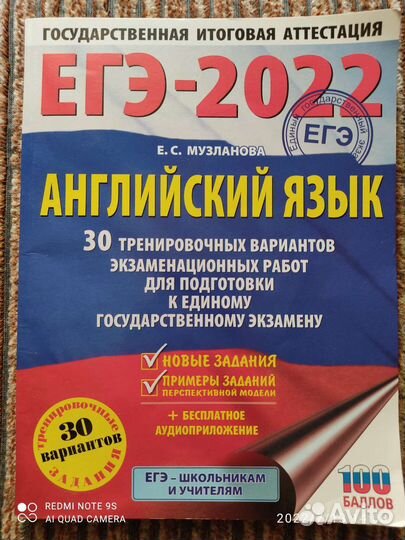 ГОСУДАРСТВЕННАЯ ИТОГОВАЯ АТТЕСТАЦИЯ
ЕГЭ-2022
ЕДИНЫЙ ГОСУДАРСТВЕННЫЙ
ЕГЭ
Е. С. МУЗЛАНОВА
АНГЛИЙСКИЙ ЯЗЫК
30 ТРЕНИРОВОЧНЫХ ВАРИАНТОВ
ЭКЗАМЕНАЦИОННЫХ РАБОТ
ДЛЯ ПОДГОТОВКИ
К ЕДИНОМУ
ГОСУДАРСТВЕННОМУ ЭКЗАМЕНУ
НОВЫЕ ЗАДАНИЯ
ПРИМЕРЫ ЗАДАНИЙ
ПЕРСПЕКТИВНОЙ МОДЕЛИ
+ БЕСПЛАТНОЕ
АУДИОПРИЛОЖЕНИЕ
тренировочные
30
вариантов
ЗАДАНИЯ
ЕГЭ – ШКОЛЬНИКАМ
И УЧИТЕЛЯМ
100
БАЛЛОВ
REDMI NOTE 9S
AI QUAD CAMERA
Avito